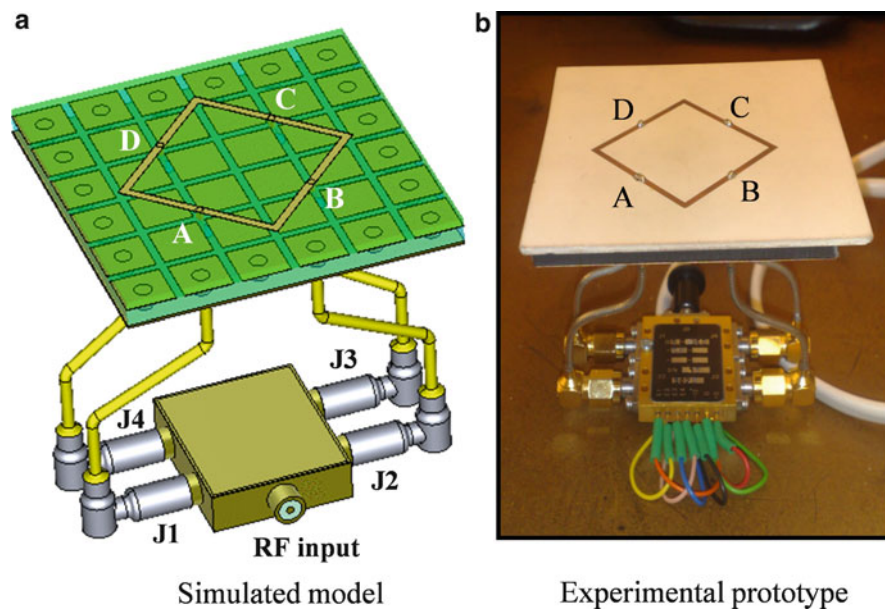 a
b
D
C
A
B
D
C
A
B
J4
J3
J1
J2
RF input
Simulated model
Experimental prototype